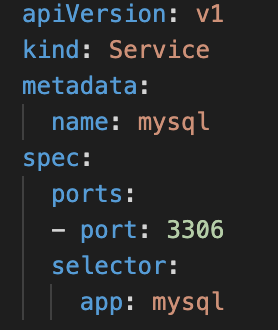 apiVersion: v1
kind: Service
metadata:
  name: mysql
spec:
  ports:
  - port: 3306
  selector:
    app: mysql